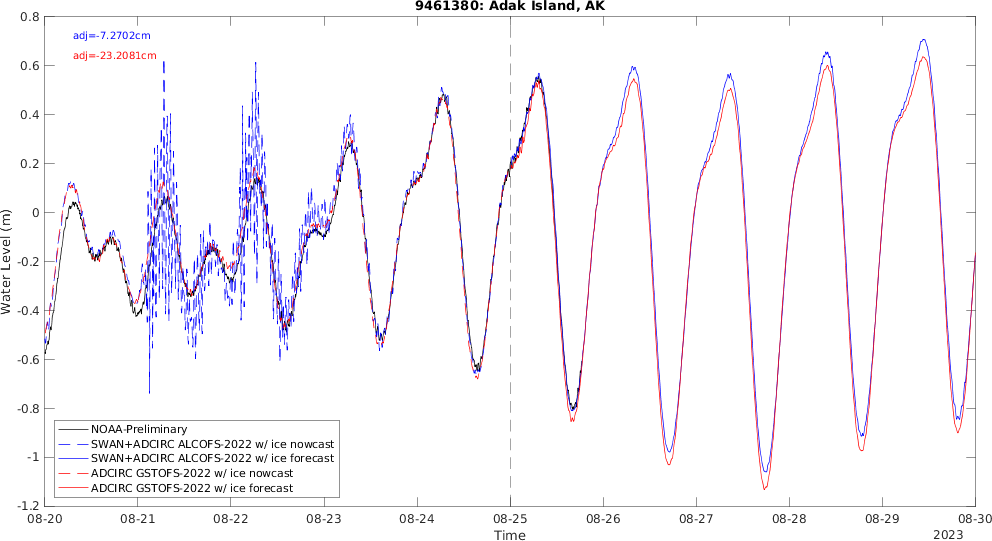 9461380: Adak Island, AK
adj=-7.2702cm
adj=-23.2081cm
Water Level (m)
0.8
0.6
0.4
0.2
0
-0.2
-0.4
-0.6
-0.8
-1
-1.2
NOAA-Preliminary
SWAN+ADCIRC ALCOFS-2022 w/ ice nowcast
SWAN+ADCIRC ALCOFS-2022 w/ ice forecast
ADCIRC GSTOFS-2022 w/ ice nowcast
ADCIRC GSTOFS-2022 w/ ice forecast
08-20 08-21 08-22 08-23 08-24 08-25 08-26 08-27 08-28 08-29 08-30
Time
2023